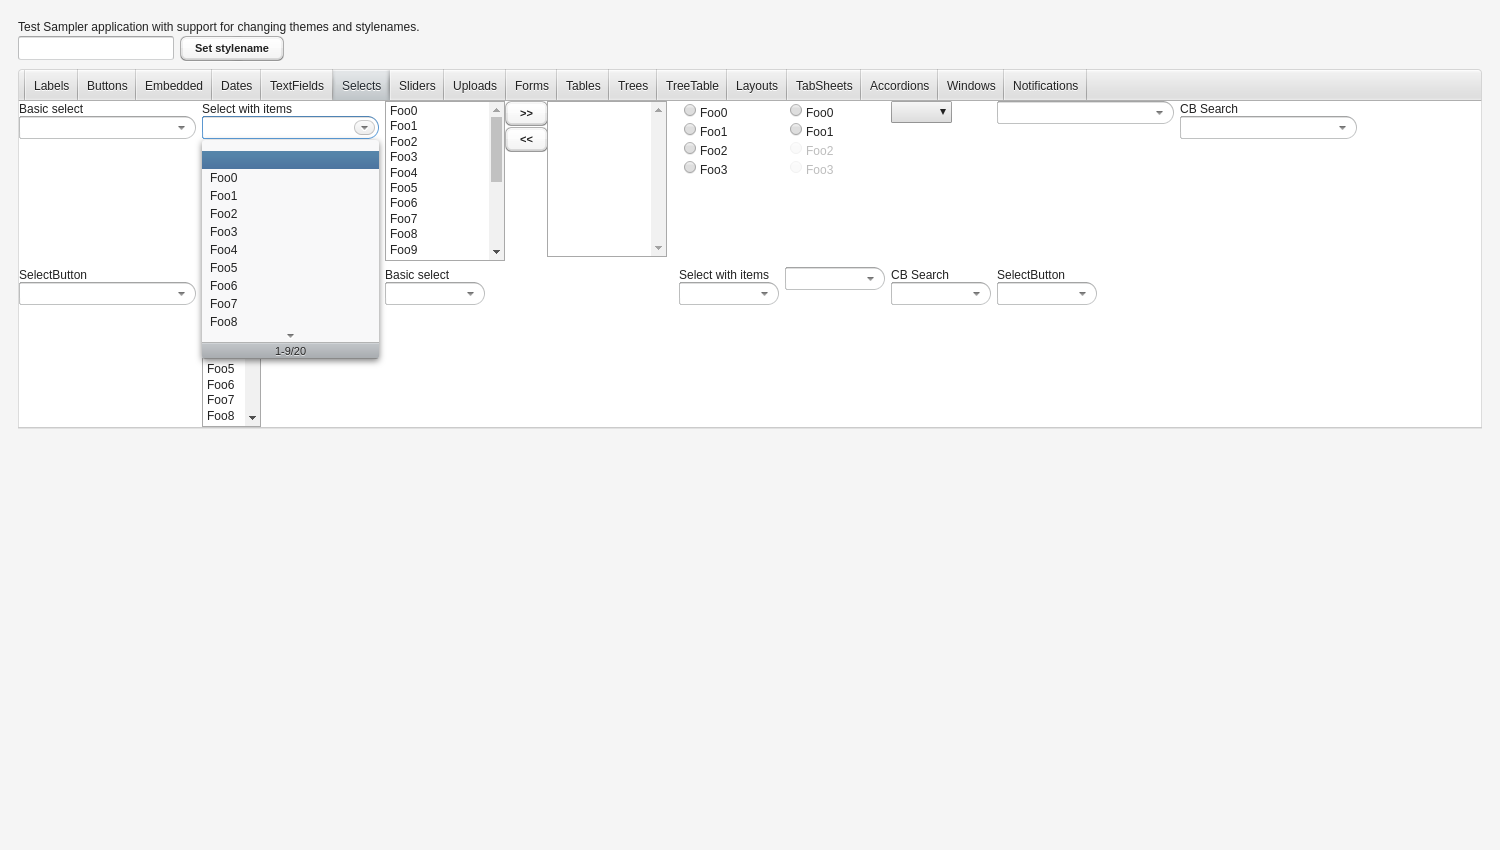 Test Sampler application with support for changing themes and stylenames.
Set stylename
Labels Buttons Embedded Dates TextFields Selects Sliders Uploads Forms Tables Trees TreeTable Layouts TabSheets Accordions Windows Notifications
Basic select
Select with items
Foo0
Foo1
Foo2
Foo3
Foo4
Foo5
Foo6
Foo7
Foo8
1-9/20
Foo0
Foo1
Foo2
Foo3
Foo4
Foo5
Foo6
Foo7
Foo8
Foo9
>>
<<
Foo0
Foo1
Foo2
Foo3
Foo0
Foo1
Foo2
Foo3
CB Search
SelectButton
Foo5
Foo6
Foo7
Foo8
Basic select
Select with items
CB Search
SelectButton